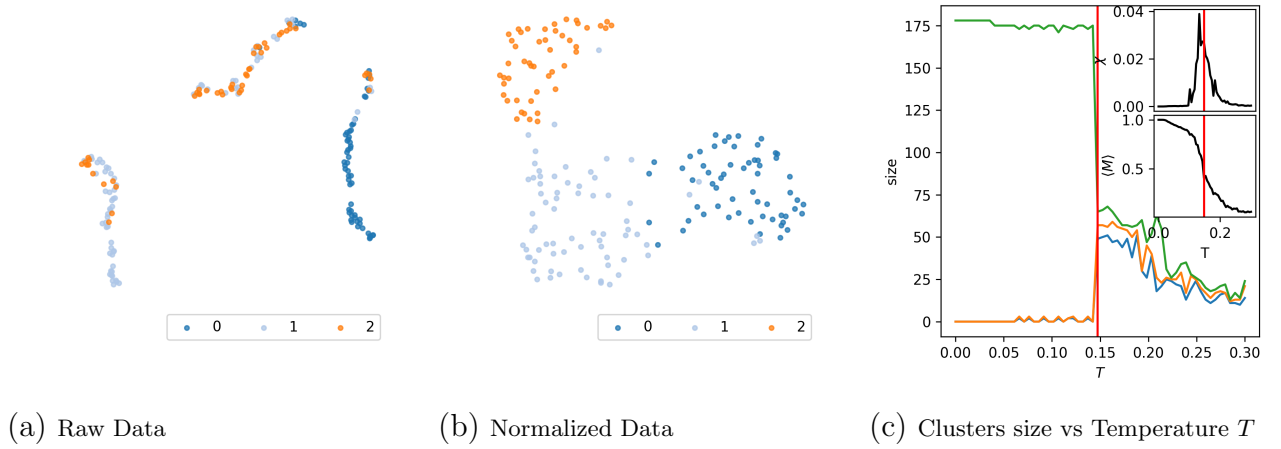 0 1 2
0 1 2
size
175
150
125
100
75
50
25
0
0.00 0.05 0.10 0.15 0.20 0.25 0.30
T
χ
0.04
0.02
0.00
⟨M⟩
1.0
0.5
0.0 0.2
T
(a) Raw Data
(b) Normalized Data
(c) Clusters size vs Temperature T